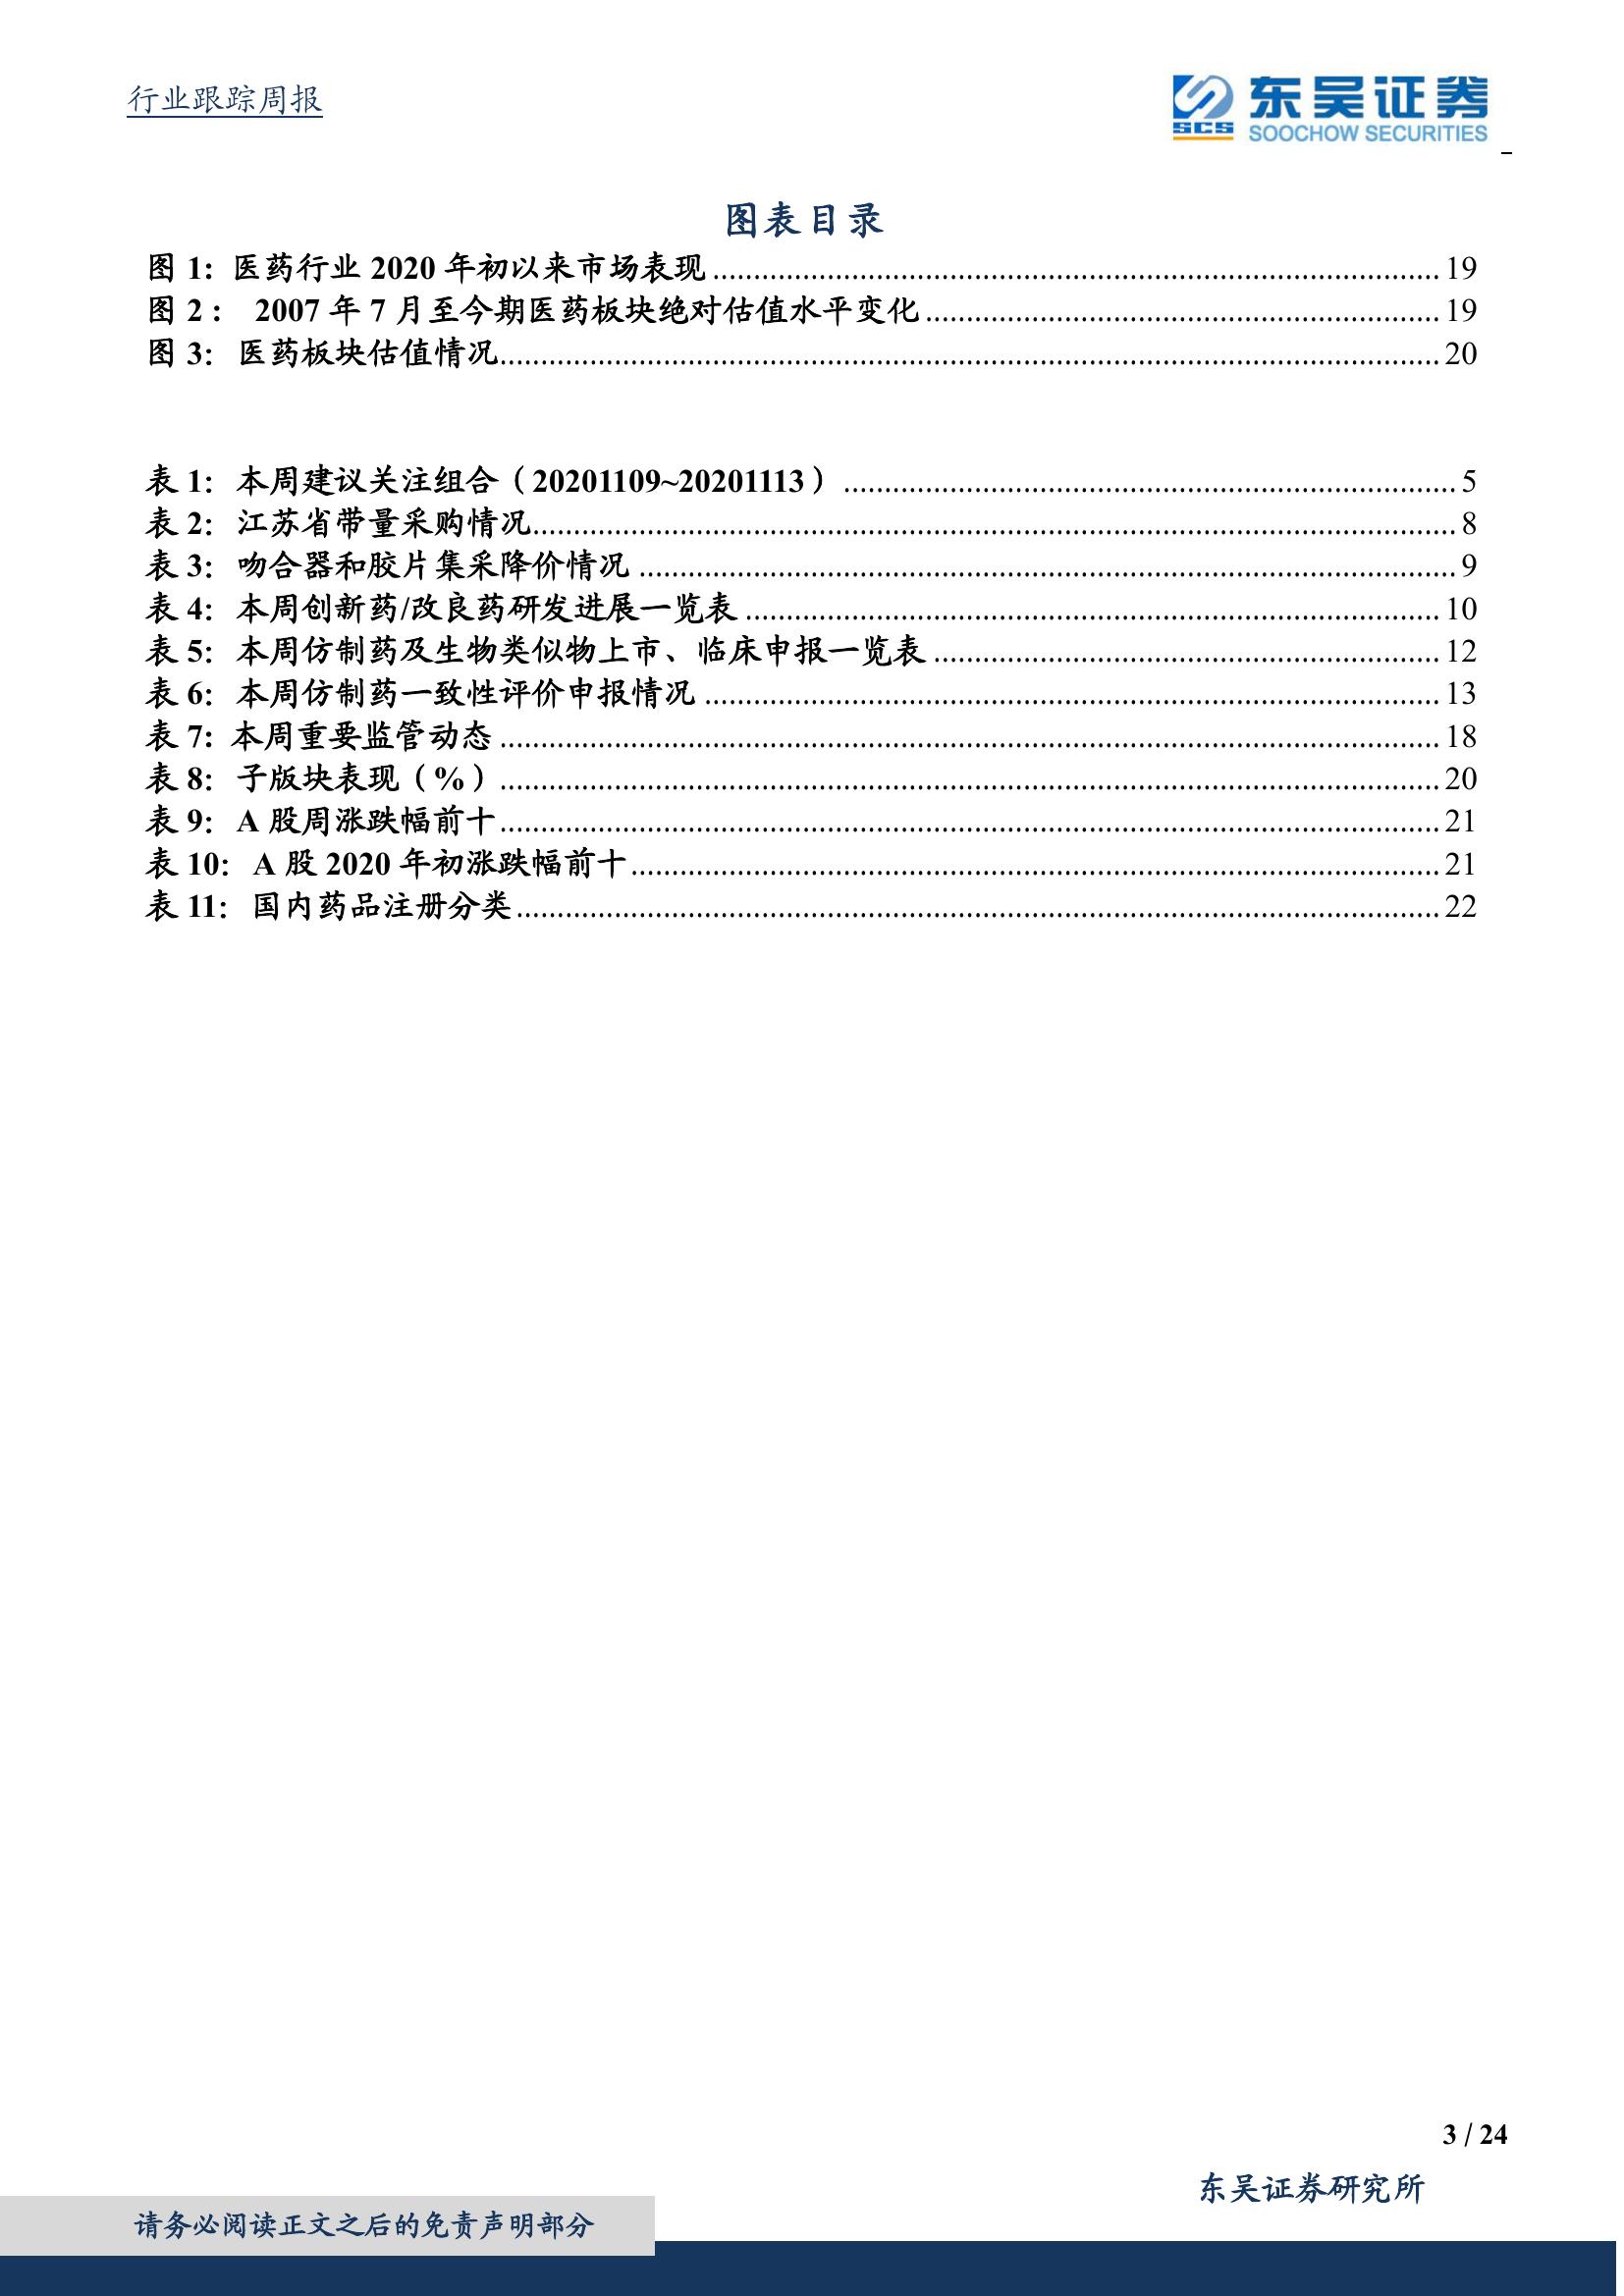 行业跟踪周报
SCS 东吴证券
SOOCHOW SECURITIES
图表目录
图 1：医药行业 2020 年初以来市场表现 19
图 2： 2007 年 7 月至今期医药板块绝对估值水平变化 19
图 3： 医药板块估值情况 20
表 1： 本周建议关注组合（20201109~20201113） 5
表 2： 江苏省带量采购情况 8
表 3： 吻合器和胶片集采降价情况 9
表 4： 本周创新药/改良药研发进展一览表 10
表 5： 本周仿制药及生物类似物上市、临床申报一览表 12
表 6： 本周仿制药一致性评价申报情况 13
表 7：本周重要监管动态 18
表 8： 子版块表现（%） 20
表 9： A 股周涨跌幅前十 21
表 10： A 股 2020 年初涨跌幅前十 21
表 11： 国内药品注册分类 22
3 / 24
东吴证券研究所
请务必阅读正文之后的免责声明部分